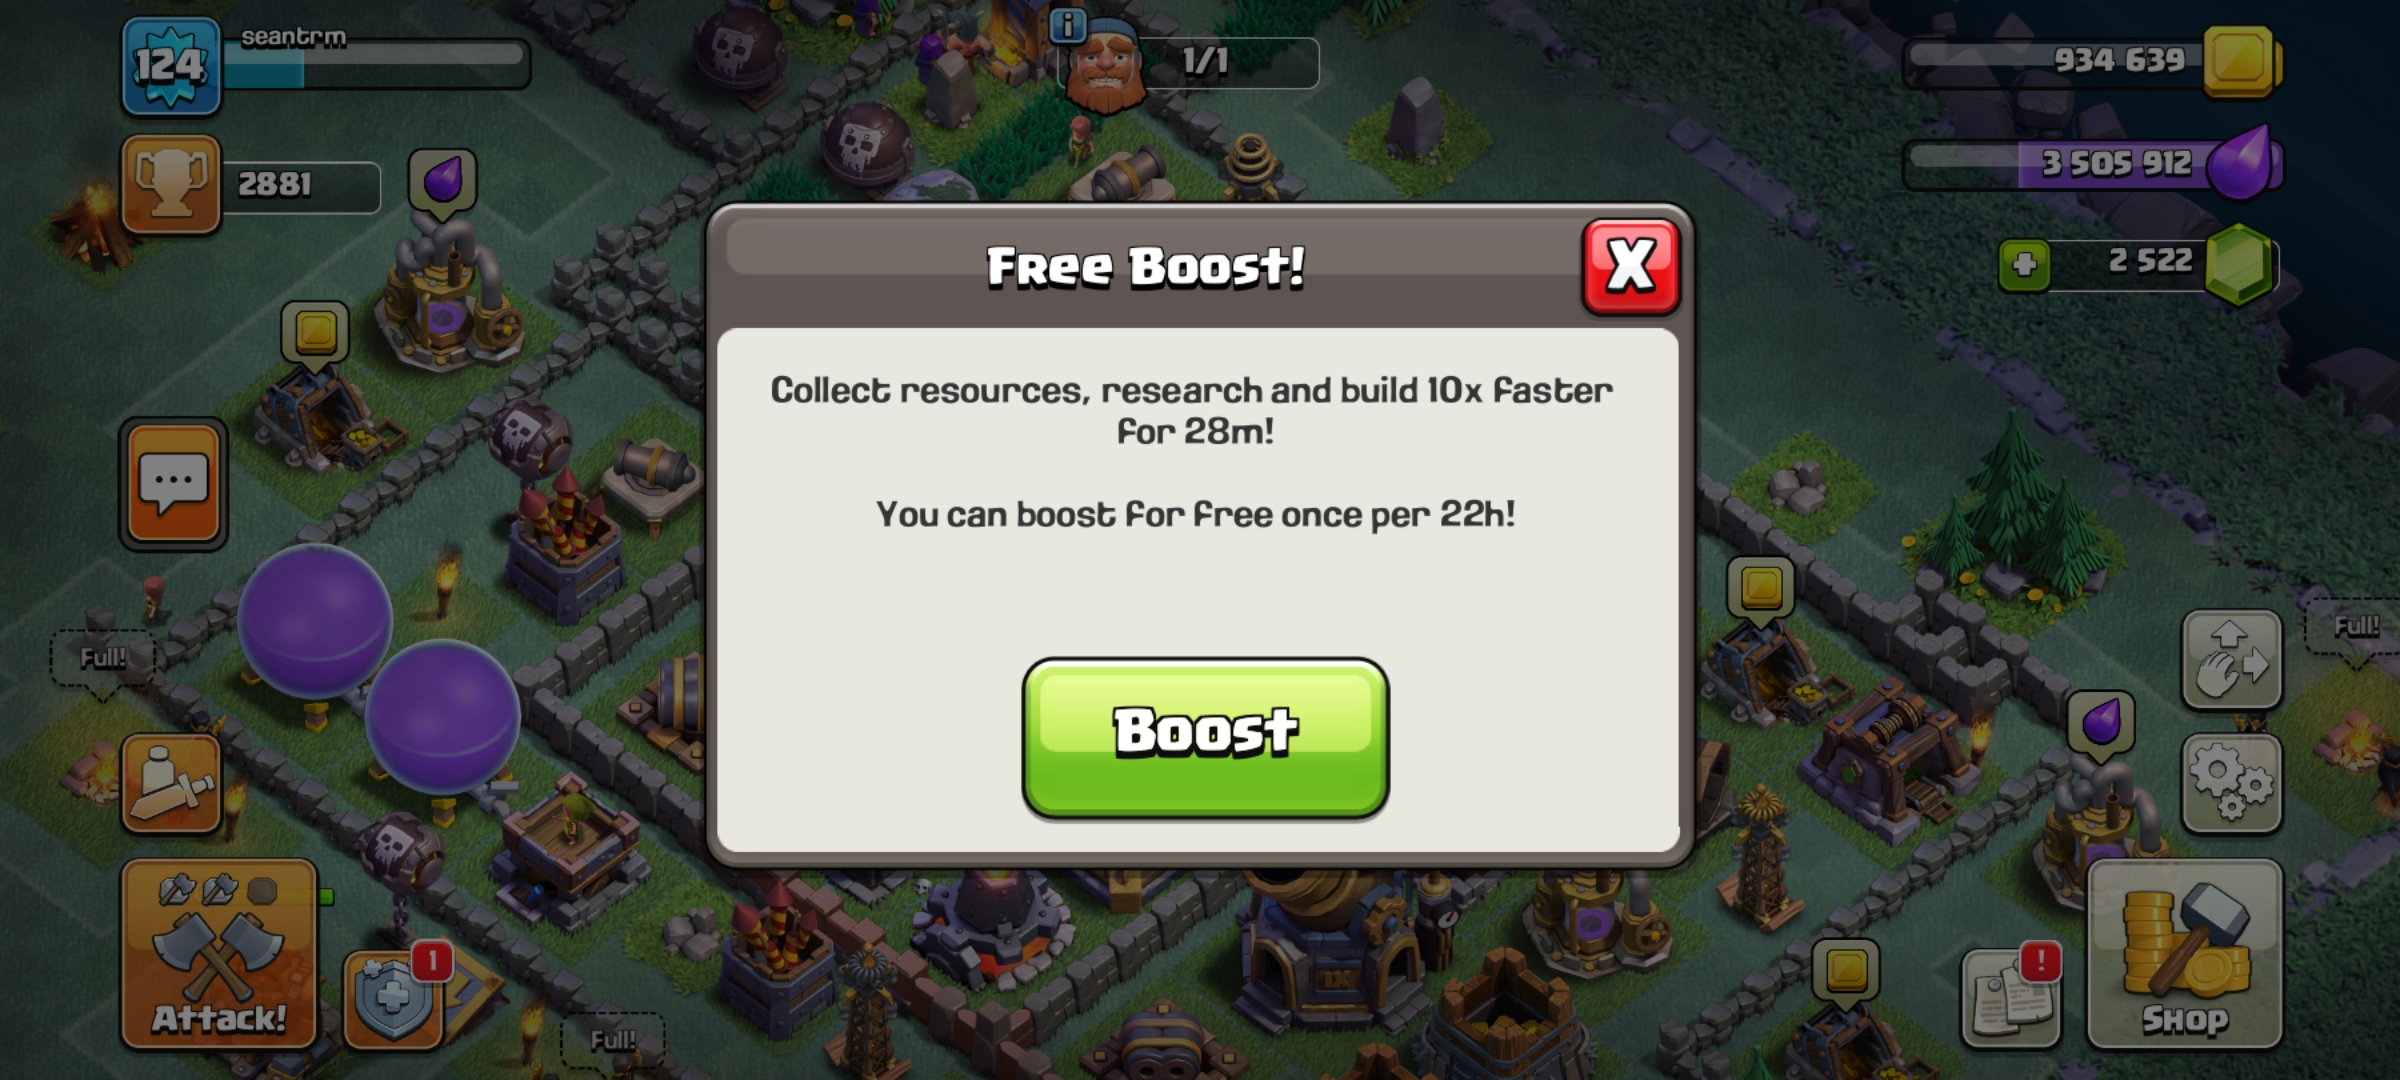 124
seantrm
1/1
934 639
2881
3 505 912
2 522
Free Boost!
X
Collect resources, research and build 10x faster
for 28m!
You can boost for free once per 22h!
Full!
Full!
Boost
1
!
IX
Attack!
Full!
Shop